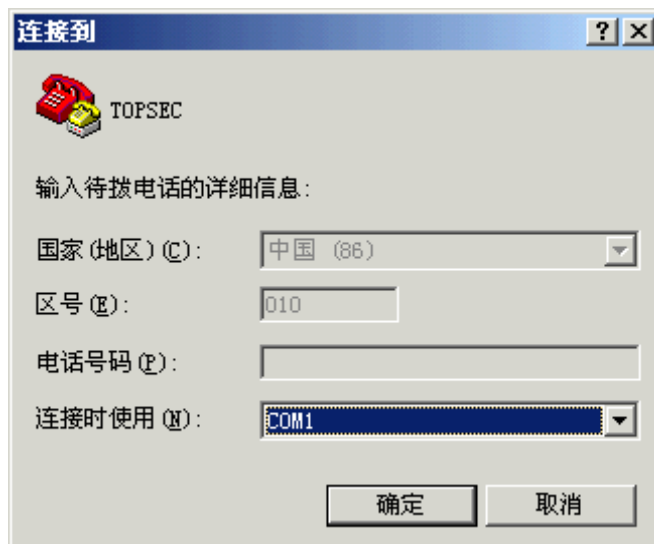 连接到
TOPSEC
输入待拨电话的详细信息:
国家(地区)(C): 中国 (86)
区号(E): 010
电话号码(P):
连接时使用(N): COM1
确定 取消